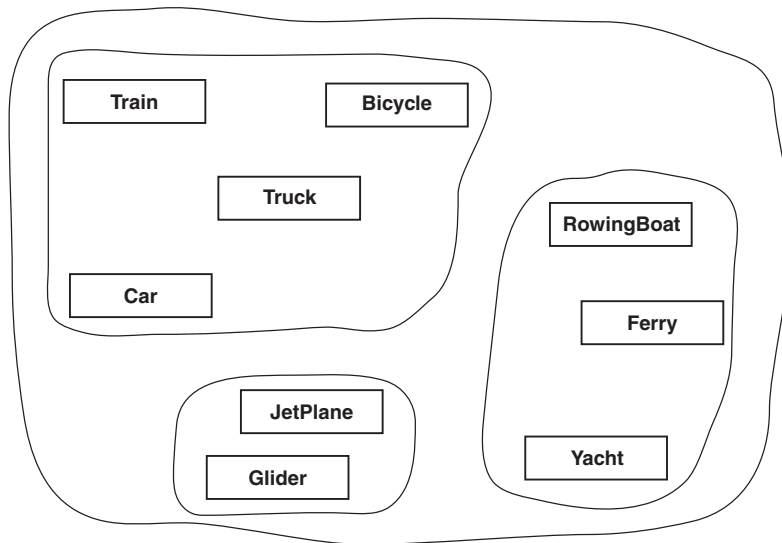 Train
Bicycle
Truck
RowingBoat
Car
Ferry
JetPlane
Yacht
Glider